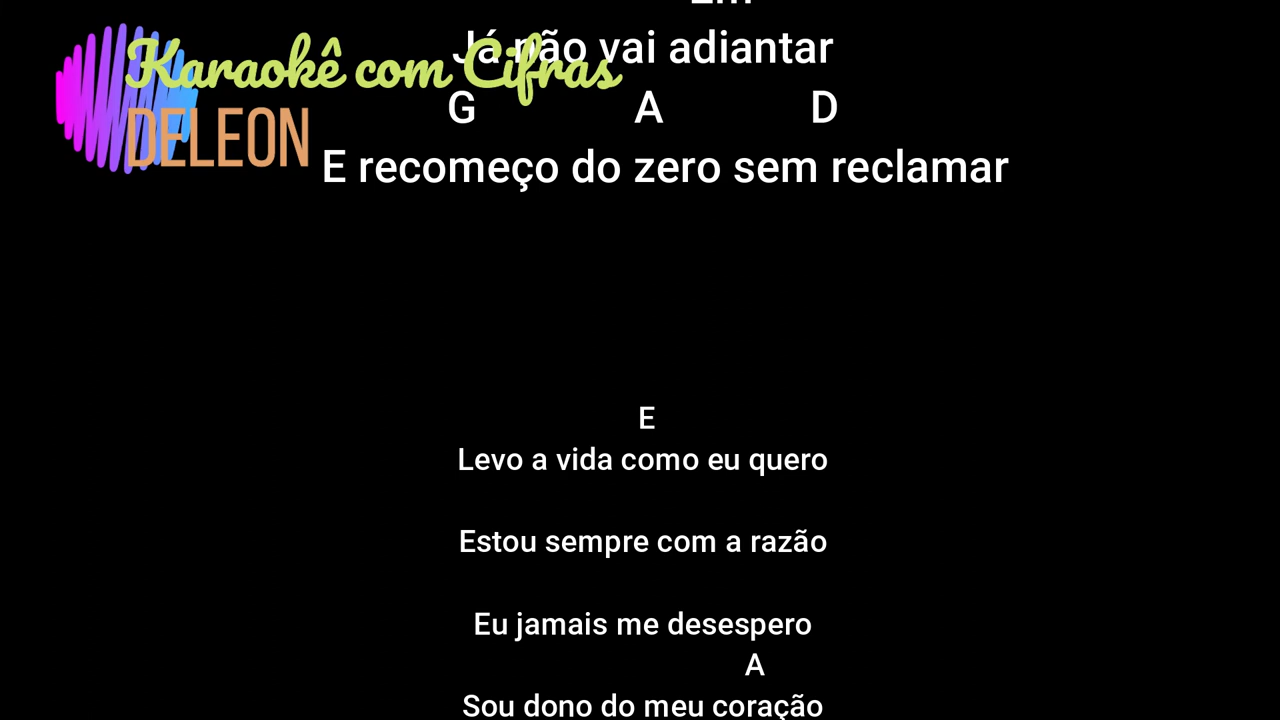 Em
Já não vai adiantar
Karaokê com Cifras
G A D
DELEON
E recomeço do zero sem reclamar
E
Levo a vida como eu quero
Estou sempre com a razão
Eu jamais me desespero
A
Sou dono do meu coração